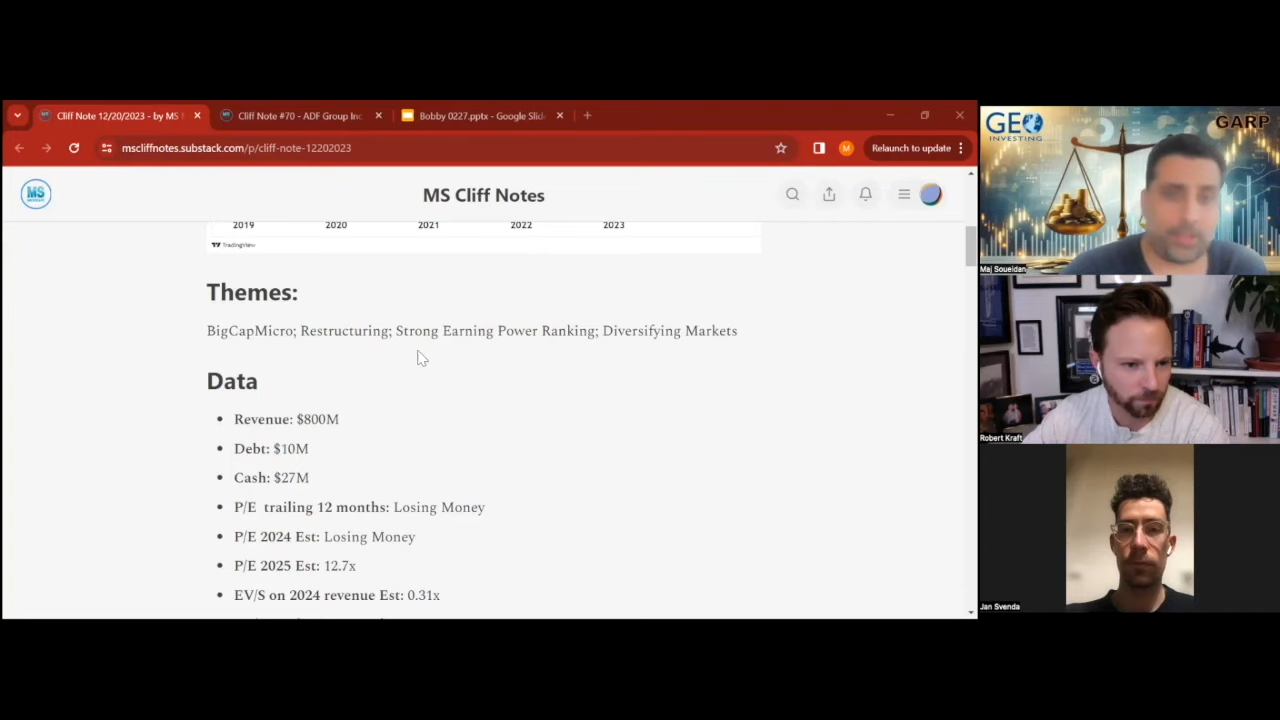 Cliff Note 12/20/2023 - by MS
Cliff Note #70 - ADF Group Inc
Bobby 0227.pptx - Google Slid
mscliffnotes.substack.com/p/cliff-note-12202023
M
Relaunch to update
MS
MS Cliff Notes
2019 2020 2021 2022 2023
TradingView
Themes:
BigCapMicro; Restructuring; Strong Earning Power Ranking; Diversifying Markets
Data
Revenue: $800M
Debt: $10M
Cash: $27M
P/E trailing 12 months: Losing Money
P/E 2024 Est: Losing Money
P/E 2025 Est: 12.7x
EV/S on 2024 revenue Est: 0.31x
GEO
INVESTING
GARP
Maj Soueidan
Robert Kraft
Jan Svenda